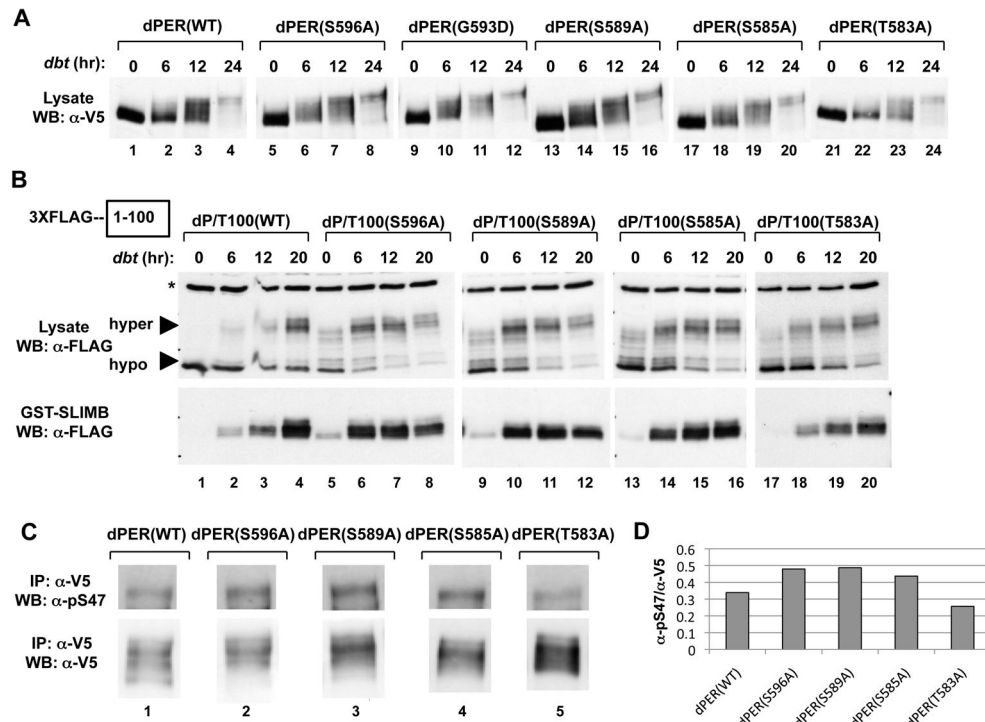 A
dPER(WT) dPER(S596A) dPER(G593D) dPER(S589A) dPER(S585A) dPER(T583A)
dbt (hr): 0 6 12 24 0 6 12 24 0 6 12 24 0 6 12 24 0 6 12 24 0 6 12 24
Lysate
WB: α-V5
1 2 3 4 5 6 7 8 9 10 11 12 13 14 15 16 17 18 19 20 21 22 23 24
B
3XFLAG-- 1-100
dP/T100(WT) dP/T100(S596A) dP/T100(S589A) dP/T100(S585A) dP/T100(T583A)
dbt (hr): 0 6 12 20 0 6 12 20 0 6 12 20 0 6 12 20 0 6 12 20
*
hyper
Lysate
WB: α-FLAG
hypo
GST-SLIMB
WB: α-FLAG
1 2 3 4 5 6 7 8 9 10 11 12 13 14 15 16 17 18 19 20
C
dPER(WT) dPER(S596A) dPER(S589A) dPER(S585A) dPER(T583A)
IP: α-V5
WB: α-pS47
IP: α-V5
WB: α-V5
1 2 3 4 5
D
α-pS47/α-V5
0.6
0.5
0.4
0.3
0.2
0.1
0
dPER(WT) dPER(S596A) dPER(S589A) dPER(S585A) dPER(T583A)